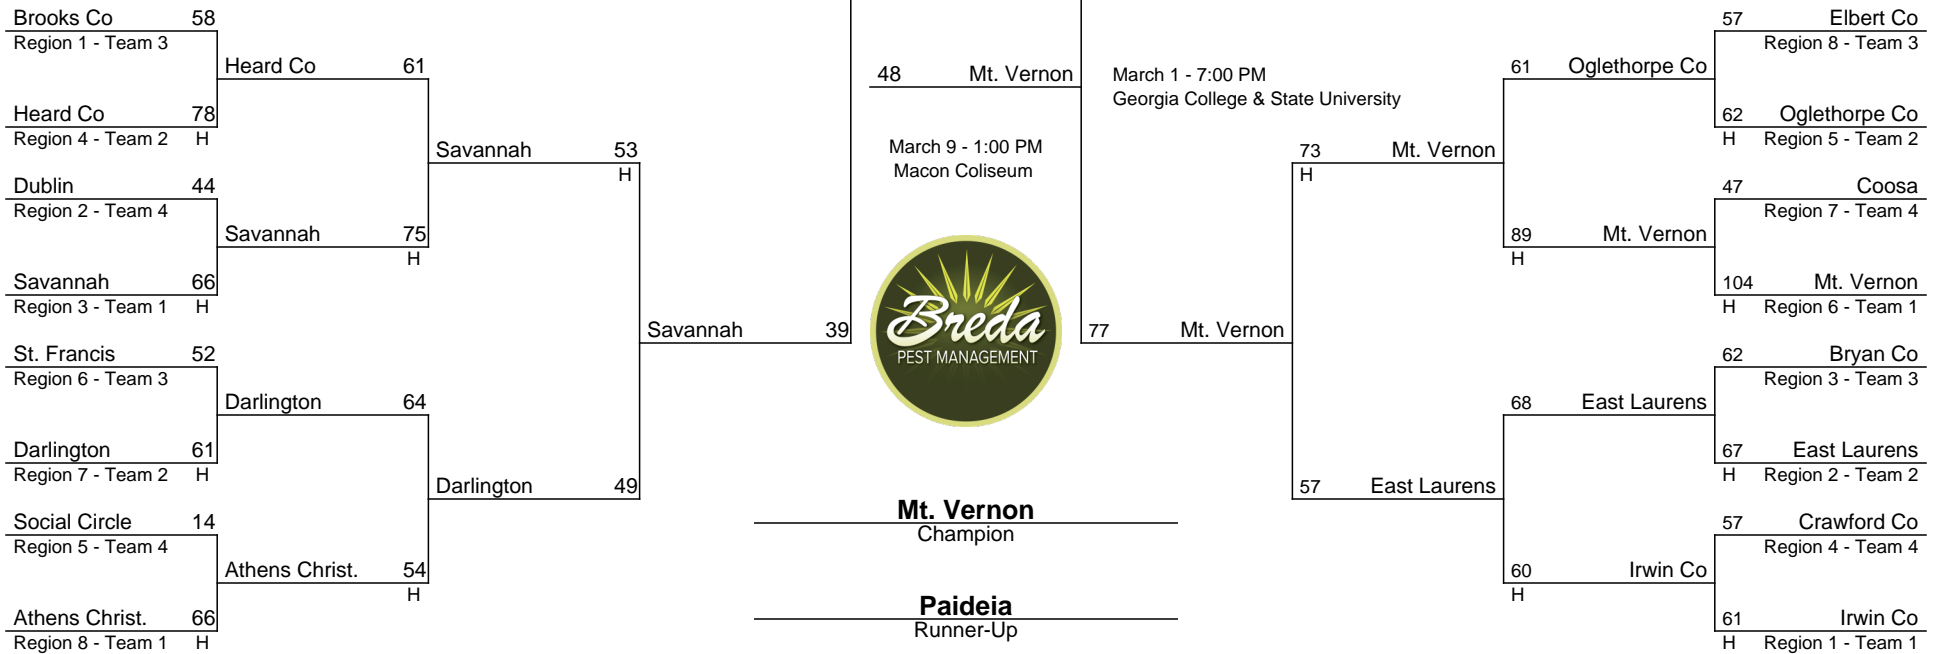 Brooks Co 58
Region 1 - Team 3
Heard Co 61
Heard Co 78
Region 4 - Team 2 H
Savannah 53
H
Dublin 44
Region 2 - Team 4
Savannah 75
H
Savannah 66
Region 3 - Team 1 H
Savannah 39
St. Francis 52
Region 6 - Team 3
Darlington 64
Darlington 61
Region 7 - Team 2 H
Darlington 49
Social Circle 14
Region 5 - Team 4
Athens Christ. 54
H
Athens Christ. 66
Region 8 - Team 1 H
48 Mt. Vernon
March 9 - 1:00 PM
Macon Coliseum
Breda
PEST MANAGEMENT
Mt. Vernon
Champion
Paideia
Runner-Up
March 1 - 7:00 PM
Georgia College & State University
77 Mt. Vernon
73 Mt. Vernon
H
57 East Laurens
61 Oglethorpe Co
89 Mt. Vernon
H
68 East Laurens
60 Irwin Co
H
57 Elbert Co
Region 8 - Team 3
62 Oglethorpe Co
H Region 5 - Team 2
47 Coosa
Region 7 - Team 4
104 Mt. Vernon
H Region 6 - Team 1
62 Bryan Co
Region 3 - Team 3
67 East Laurens
H Region 2 - Team 2
57 Crawford Co
Region 4 - Team 4
61 Irwin Co
H Region 1 - Team 1